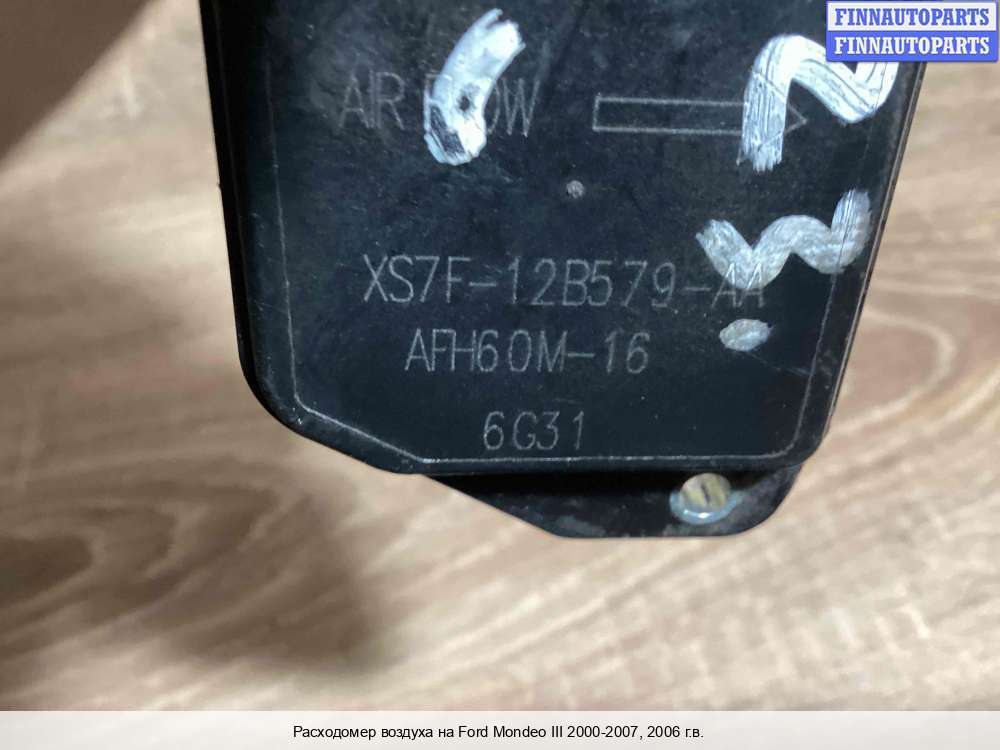 FINNAUTOPARTS
FINNAUTOPARTS
AIR FLOW
XS7F-12B579-AA
AFH60M-16
6G31
Расходомер воздуха на Ford Mondeo III 2000-2007, 2006 г.в.